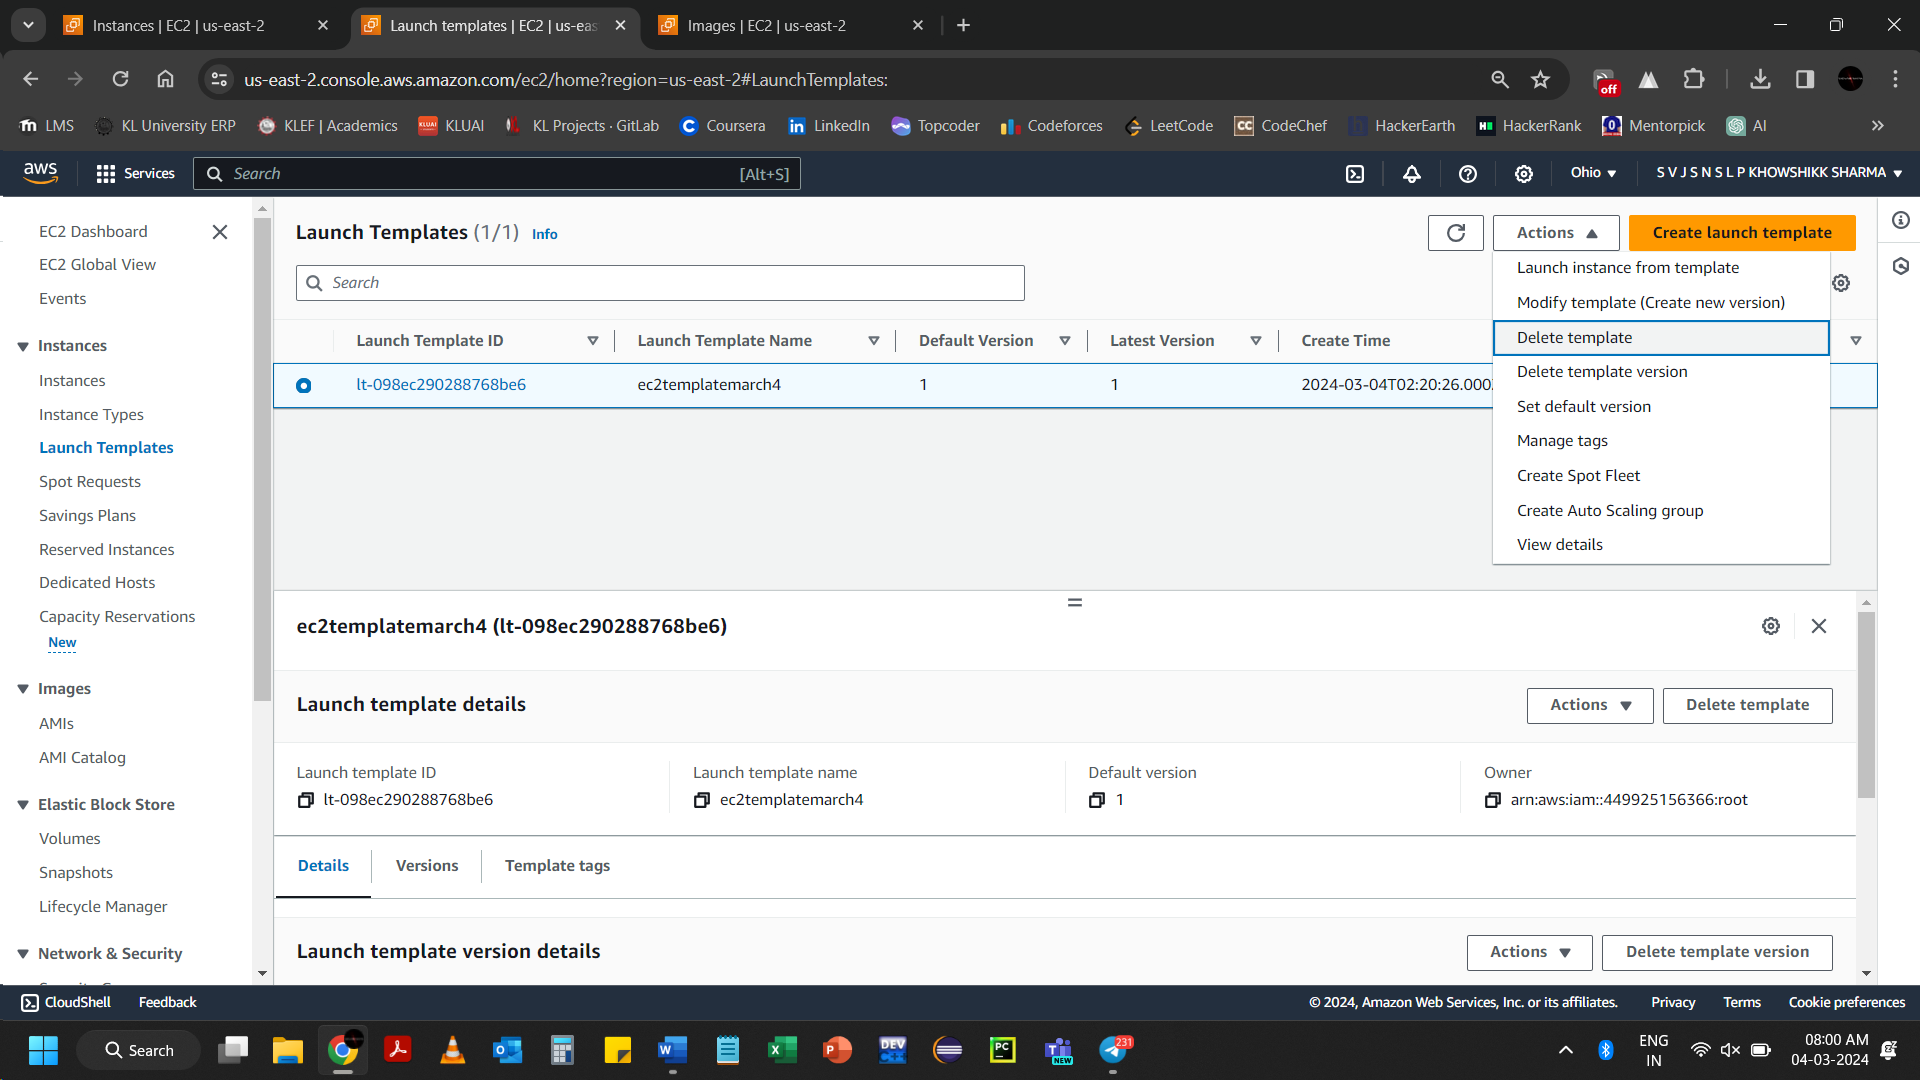 Instances | EC2 | us-east-2
Launch templates | EC2 | us-eas
Images | EC2 | us-east-2
us-east-2.console.aws.amazon.com/ec2/home?region=us-east-2#LaunchTemplates:
off
LMS
KL University ERP
KLEF | Academics
KLUAI
KL Projects · GitLab
Coursera
LinkedIn
Topcoder
Codeforces
LeetCode
CodeChef
HackerEarth
HackerRank
Mentorpick
AI
aws
Services
Search
[Alt+S]
Ohio
S V J S N S L P KHOWSHIKK SHARMA
EC2 Dashboard
EC2 Global View
Events
Instances
Instances
Instance Types
Launch Templates
Spot Requests
Savings Plans
Reserved Instances
Dedicated Hosts
Capacity Reservations
New
Images
AMIs
AMI Catalog
Elastic Block Store
Volumes
Snapshots
Lifecycle Manager
Network & Security
Launch Templates (1/1) Info
Actions
Create launch template
Search
Launch instance from template
Modify template (Create new version)
Delete template
Delete template version
Set default version
Manage tags
Create Spot Fleet
Create Auto Scaling group
View details
Launch Template ID
Launch Template Name
Default Version
Latest Version
Create Time
lt-098ec290288768be6
ec2templatemarch4
1
1
2024-03-04T02:20:26.000
ec2templatemarch4 (lt-098ec290288768be6)
Launch template details
Actions
Delete template
Launch template ID
lt-098ec290288768be6
Launch template name
ec2templatemarch4
Default version
1
Owner
arn:aws:iam::449925156366:root
Details
Versions
Template tags
Launch template version details
Actions
Delete template version
CloudShell
Feedback
© 2024, Amazon Web Services, Inc. or its affiliates.
Privacy
Terms
Cookie preferences
Search
DEV
PC
NEW
231
ENG
IN
08:00 AM
04-03-2024